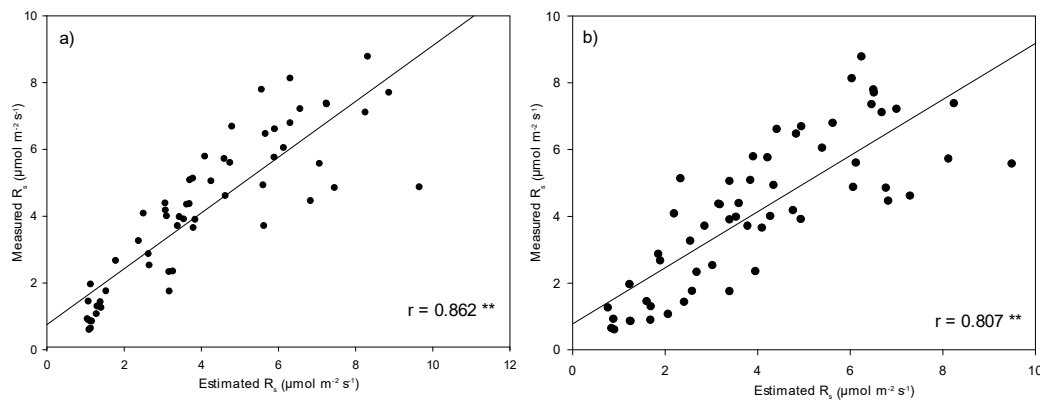 a)
10
8
6
4
2
0
Measured Rₛ (µmol m⁻² s⁻¹)
r = 0.862 **
0 2 4 6 8 10 12
Estimated Rₛ (µmol m⁻² s⁻¹)
b)
10
8
6
4
2
0
Measured Rₛ (µmol m⁻² s⁻¹)
r = 0.807 **
0 2 4 6 8 10
Estimated Rₛ (µmol m⁻² s⁻¹)